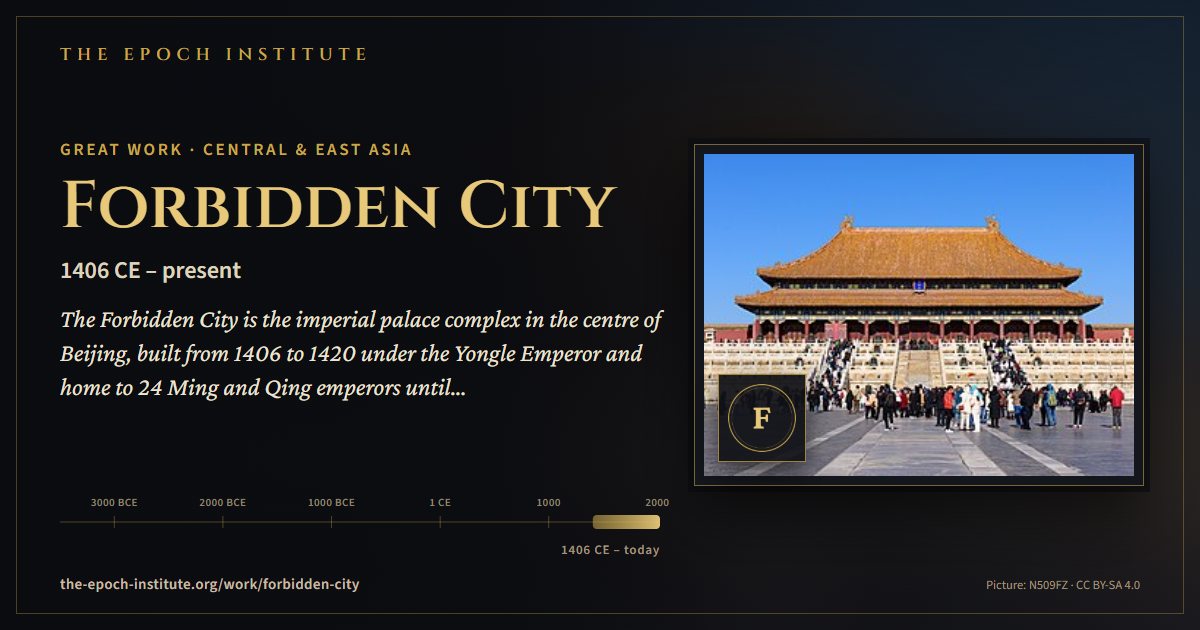 THE EPOCH INSTITUTE
GREAT WORK · CENTRAL & EAST ASIA
FORBIDDEN CITY
1406 CE – present
The Forbidden City is the imperial palace complex in the centre of
Beijing, built from 1406 to 1420 under the Yongle Emperor and
home to 24 Ming and Qing emperors until...
F
3000 BCE 2000 BCE 1000 BCE 1 CE 1000 2000
1406 CE – today
the-epoch-institute.org/work/forbidden-city
Picture: N509FZ · CC BY-SA 4.0